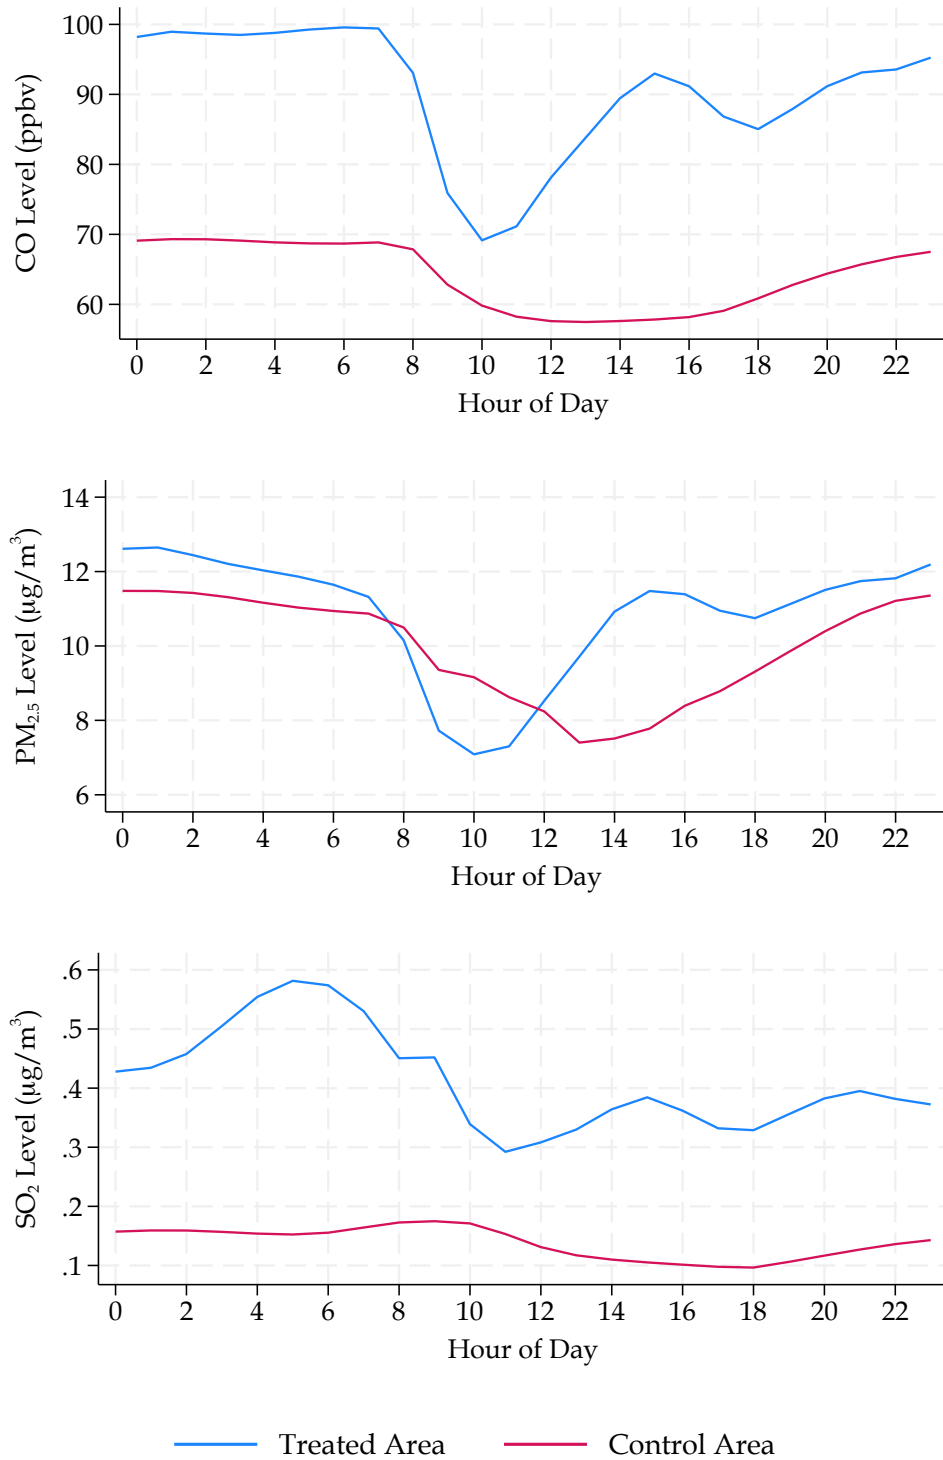 CO Level (ppbv)
100
90
80
70
60
0 2 4 6 8 10 12 14 16 18 20 22
Hour of Day
PM2.5 Level (µg/m³)
14
12
10
8
6
0 2 4 6 8 10 12 14 16 18 20 22
Hour of Day
SO2 Level (µg/m³)
.6
.5
.4
.3
.2
.1
0 2 4 6 8 10 12 14 16 18 20 22
Hour of Day
Treated Area Control Area